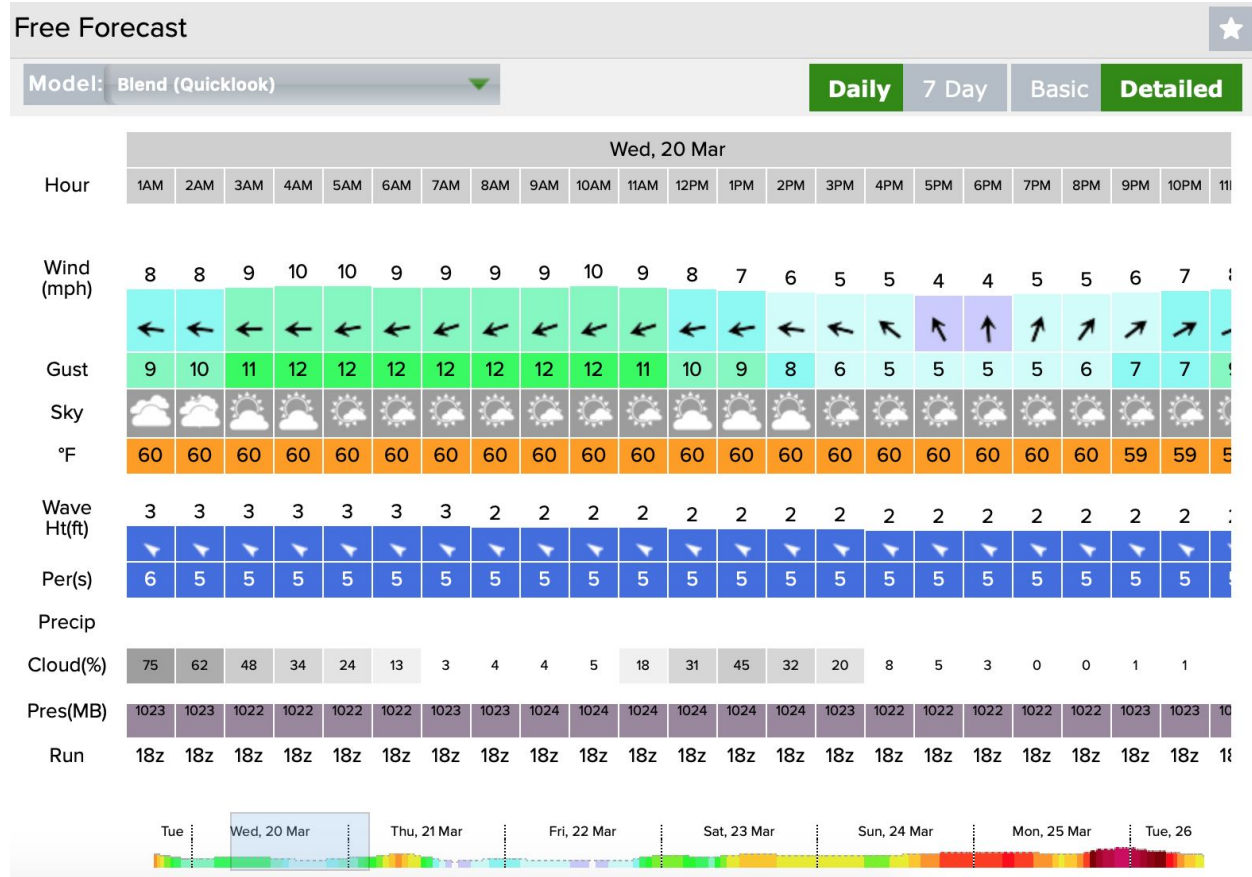 Free Forecast
Model: Blend (Quicklook) Daily 7 Day Basic Detailed
Wed, 20 Mar
Hour 1AM 2AM 3AM 4AM 5AM 6AM 7AM 8AM 9AM 10AM 11AM 12PM 1PM 2PM 3PM 4PM 5PM 6PM 7PM 8PM 9PM 10PM
Wind (mph) 8 8 9 10 10 9 9 9 9 10 9 8 7 6 5 5 4 4 5 5 6 7
Gust 9 10 11 12 12 12 12 12 12 12 11 10 9 8 6 5 5 5 5 6 7 7
Sky
°F 60 60 60 60 60 60 60 60 60 60 60 60 60 60 60 60 60 60 60 60 59 59
Wave Ht(ft) 3 3 3 3 3 3 3 2 2 2 2 2 2 2 2 2 2 2 2 2 2 2
Per(s) 6 5 5 5 5 5 5 5 5 5 5 5 5 5 5 5 5 5 5 5 5 5
Precip
Cloud(%) 75 62 48 34 24 13 3 4 4 5 18 31 45 32 20 8 5 3 0 0 1 1
Pres(MB) 1023 1023 1022 1022 1022 1022 1023 1023 1024 1024 1024 1024 1024 1024 1023 1022 1022 1022 1022 1022 1023 1023
Run 18z 18z 18z 18z 18z 18z 18z 18z 18z 18z 18z 18z 18z 18z 18z 18z 18z 18z 18z 18z 18z 18z
Tue Wed, 20 Mar Thu, 21 Mar Fri, 22 Mar Sat, 23 Mar Sun, 24 Mar Mon, 25 Mar Tue, 26